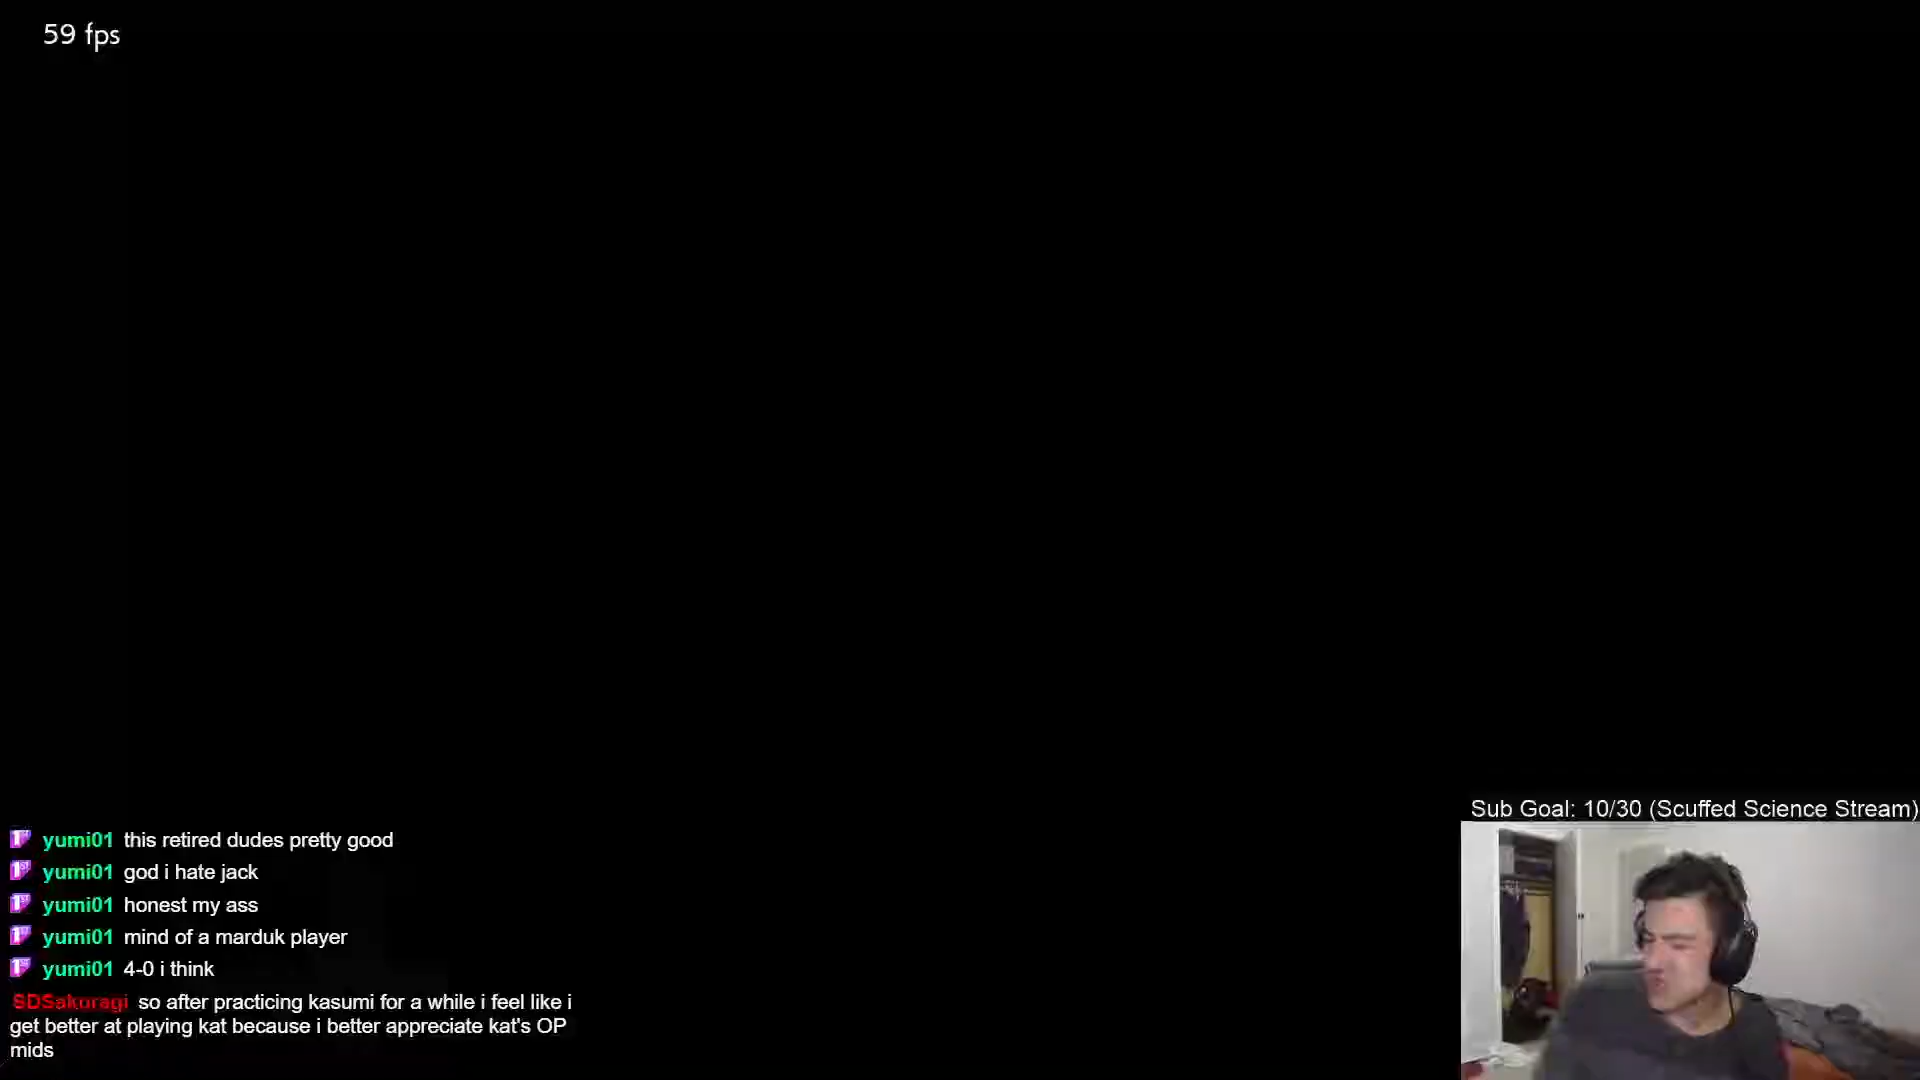 59 fps
Sub Goal: 10/30 (Scuffed Science Stream)
yumi01 this retired dudes pretty good
yumi01 god i hate jack
yumi01 honest my ass
yumi01 mind of a marduk player
yumi01 4-0 i think
SDSakuragi so after practicing kasumi for a while i feel like i
get better at playing kat because i better appreciate kat's OP
mids